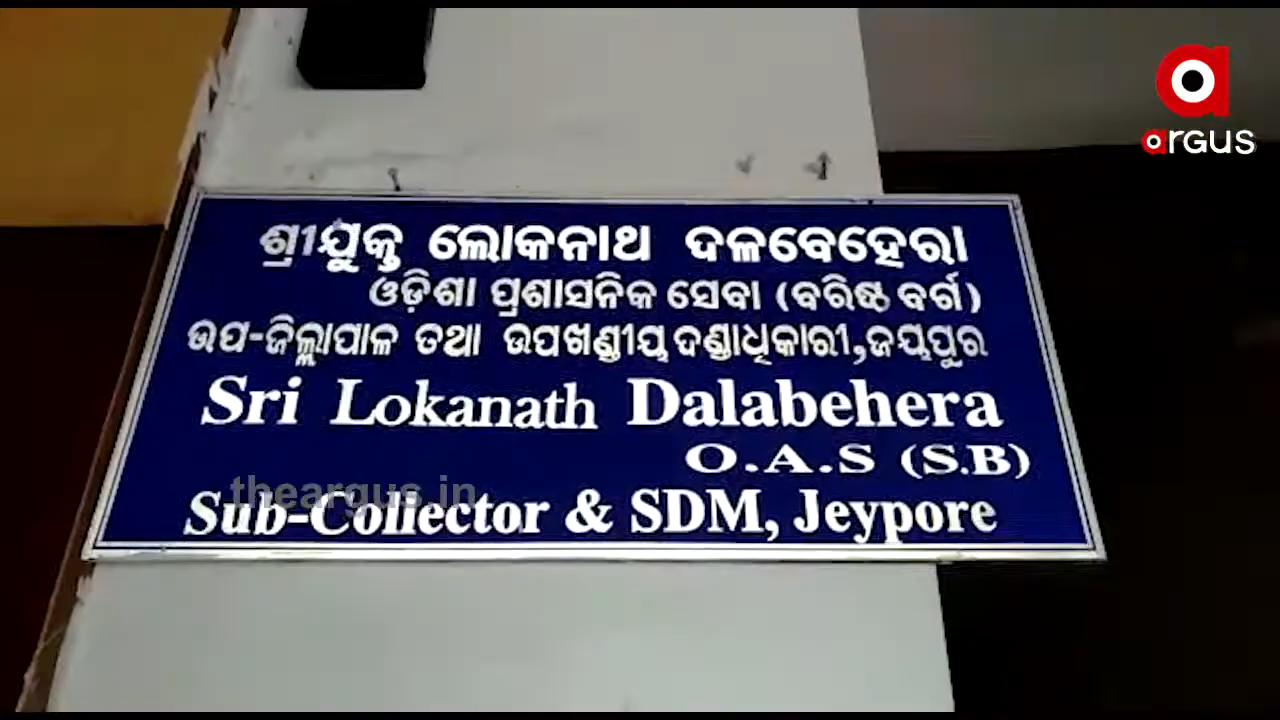 argus
ଶ୍ରୀଯୁକ୍ତ ଲୋକନାଥ ଦଳବେହେରା
ଓଡ଼ିଶା ପ୍ରଶାସନିକ ସେବା (ବରିଷ୍ଠ ବର୍ଗ)
ଉପ-ଜିଲ୍ଲାପାଳ ତଥା ଉପଖଣ୍ଡୀୟ ଦଣ୍ଡାଧିକାରୀ,ଜୟପୁର
Sri Lokanath Dalabehera
O.A.S (S.B)
theargus.in
Sub-Collector & SDM, Jeypore